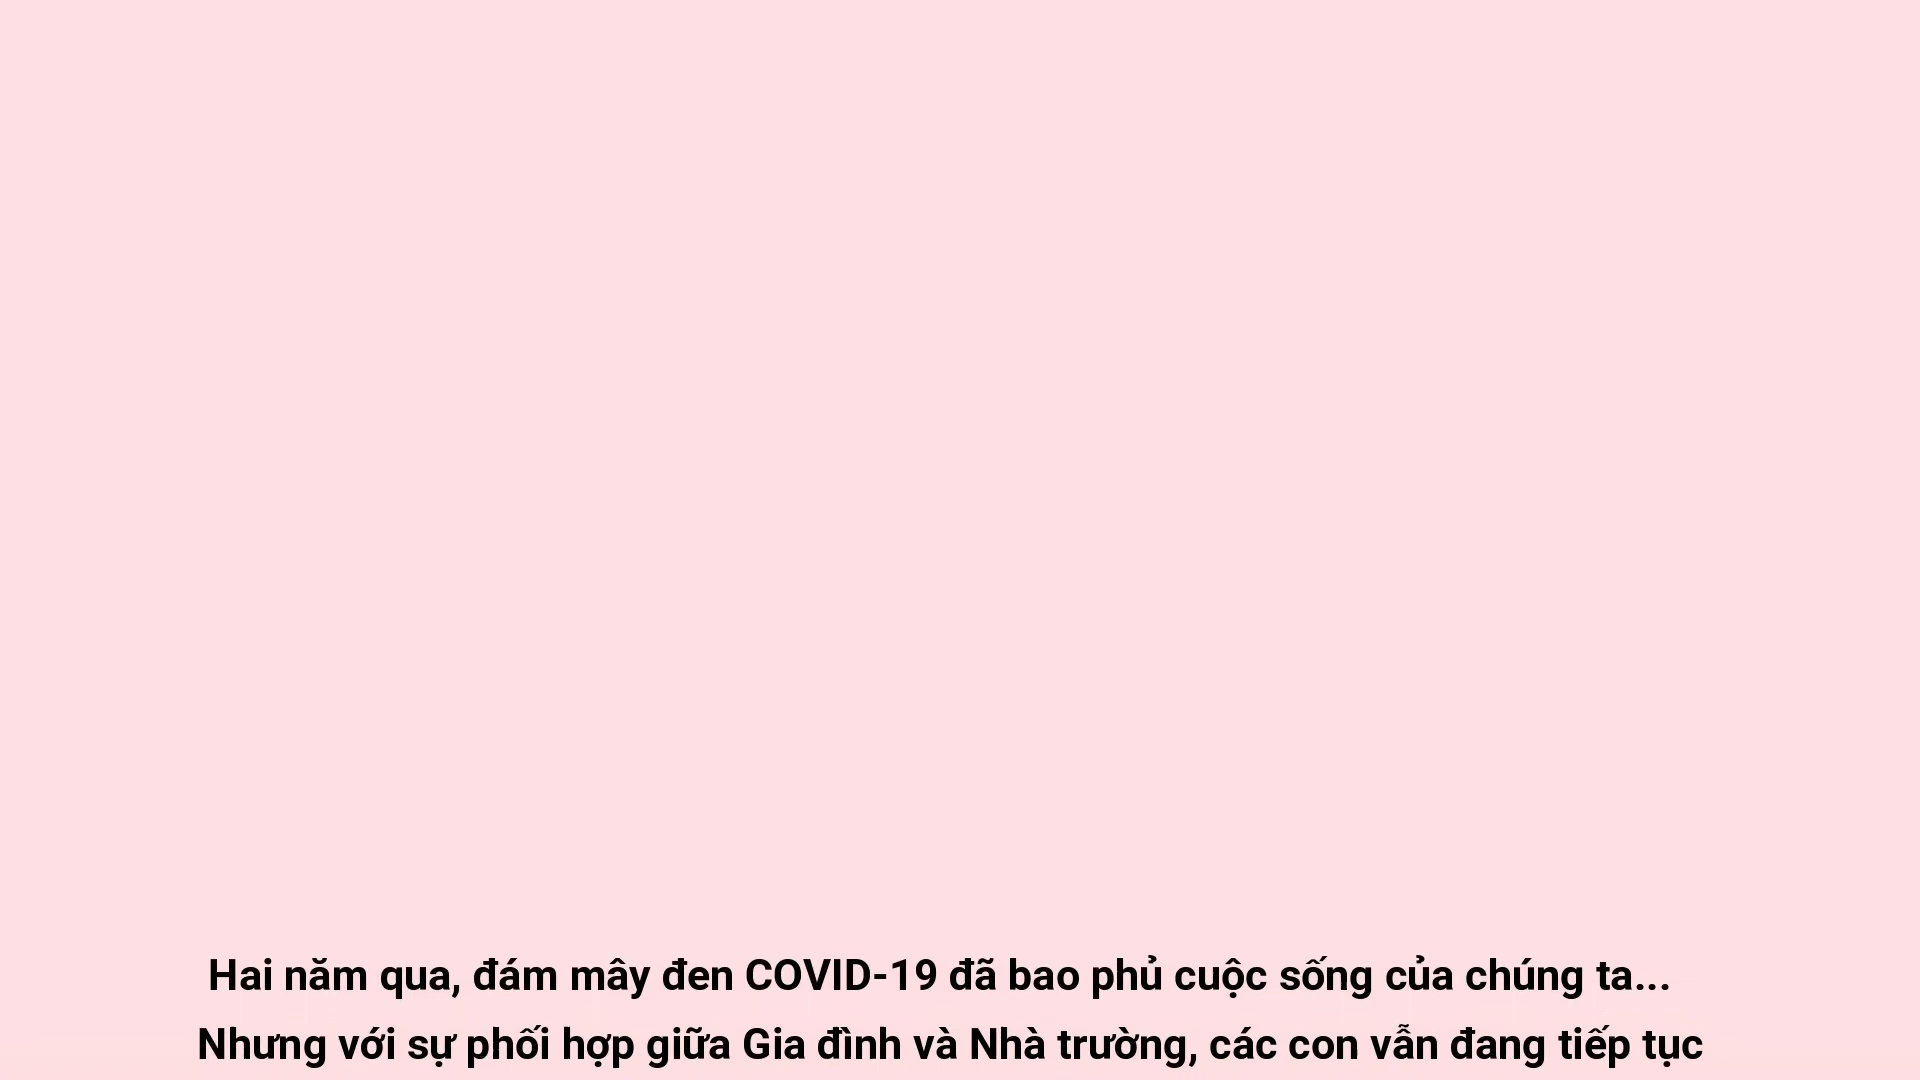 Hai năm qua, đám mây đen COVID-19 đã bao phủ cuộc sống của chúng ta...
Nhưng với sự phối hợp giữa Gia đình và Nhà trường, các con vẫn đang tiếp tục